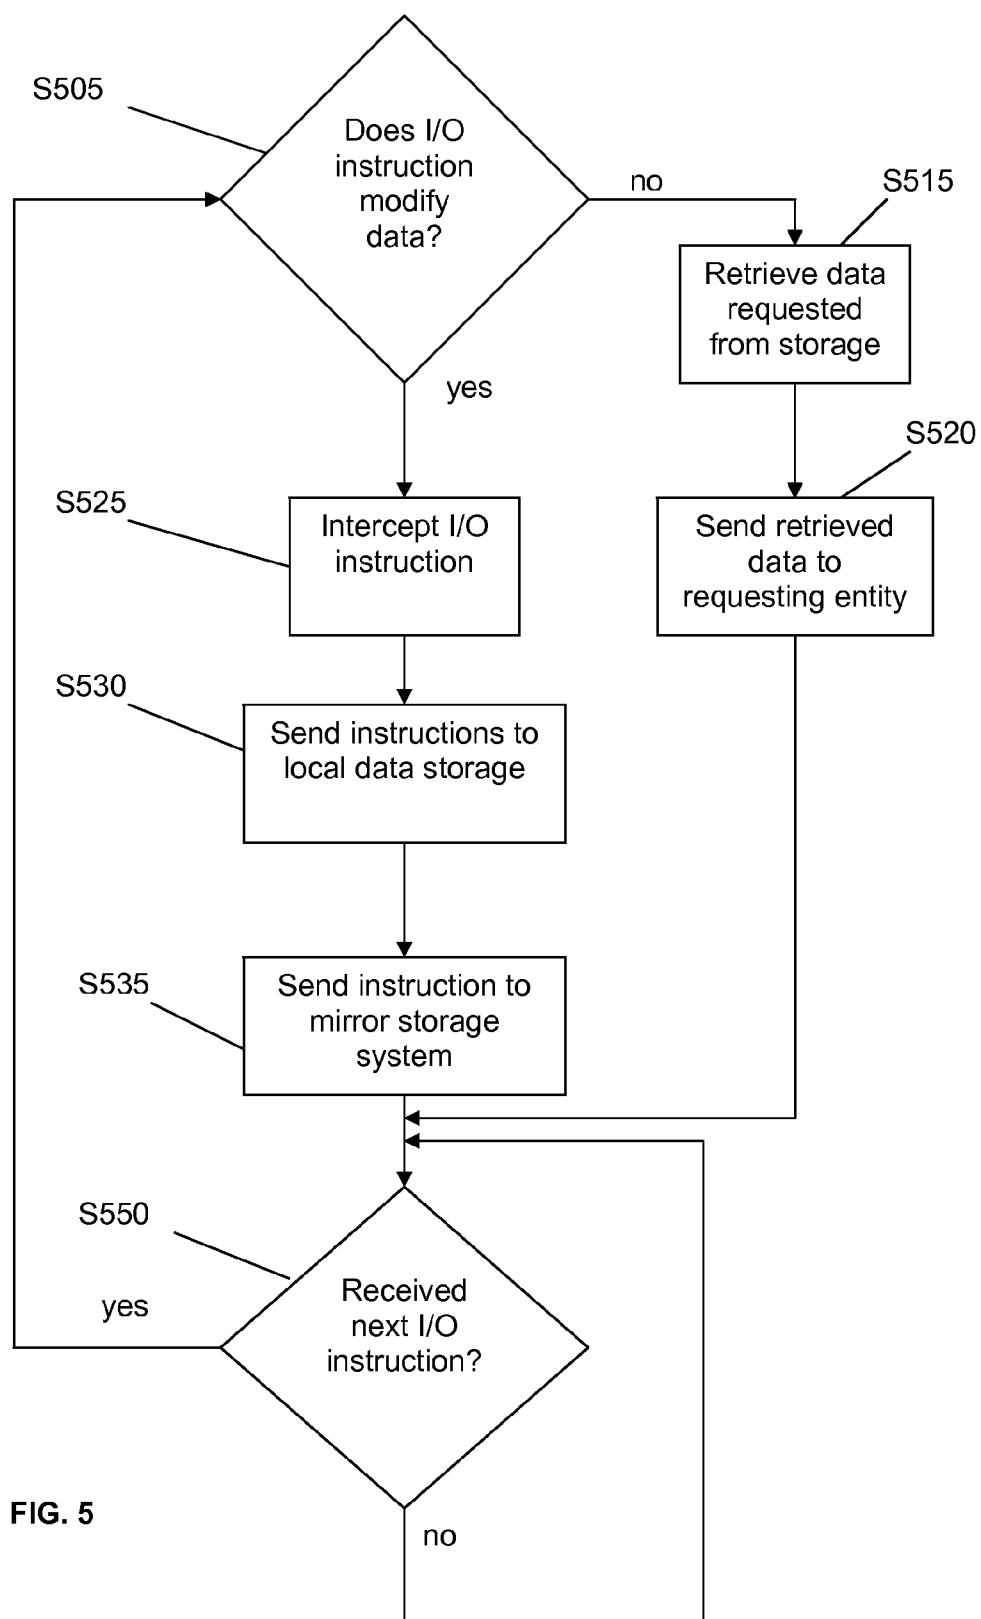 S505
Does I/O
instruction
modify
data?
no
S515
Retrieve data
requested
from storage
yes
S520
S525
Intercept I/O
instruction
Send retrieved
data to
requesting entity
S530
Send instructions to
local data storage
S535
Send instruction to
mirror storage
system
S550
yes
Received
next I/O
instruction?
FIG. 5
no